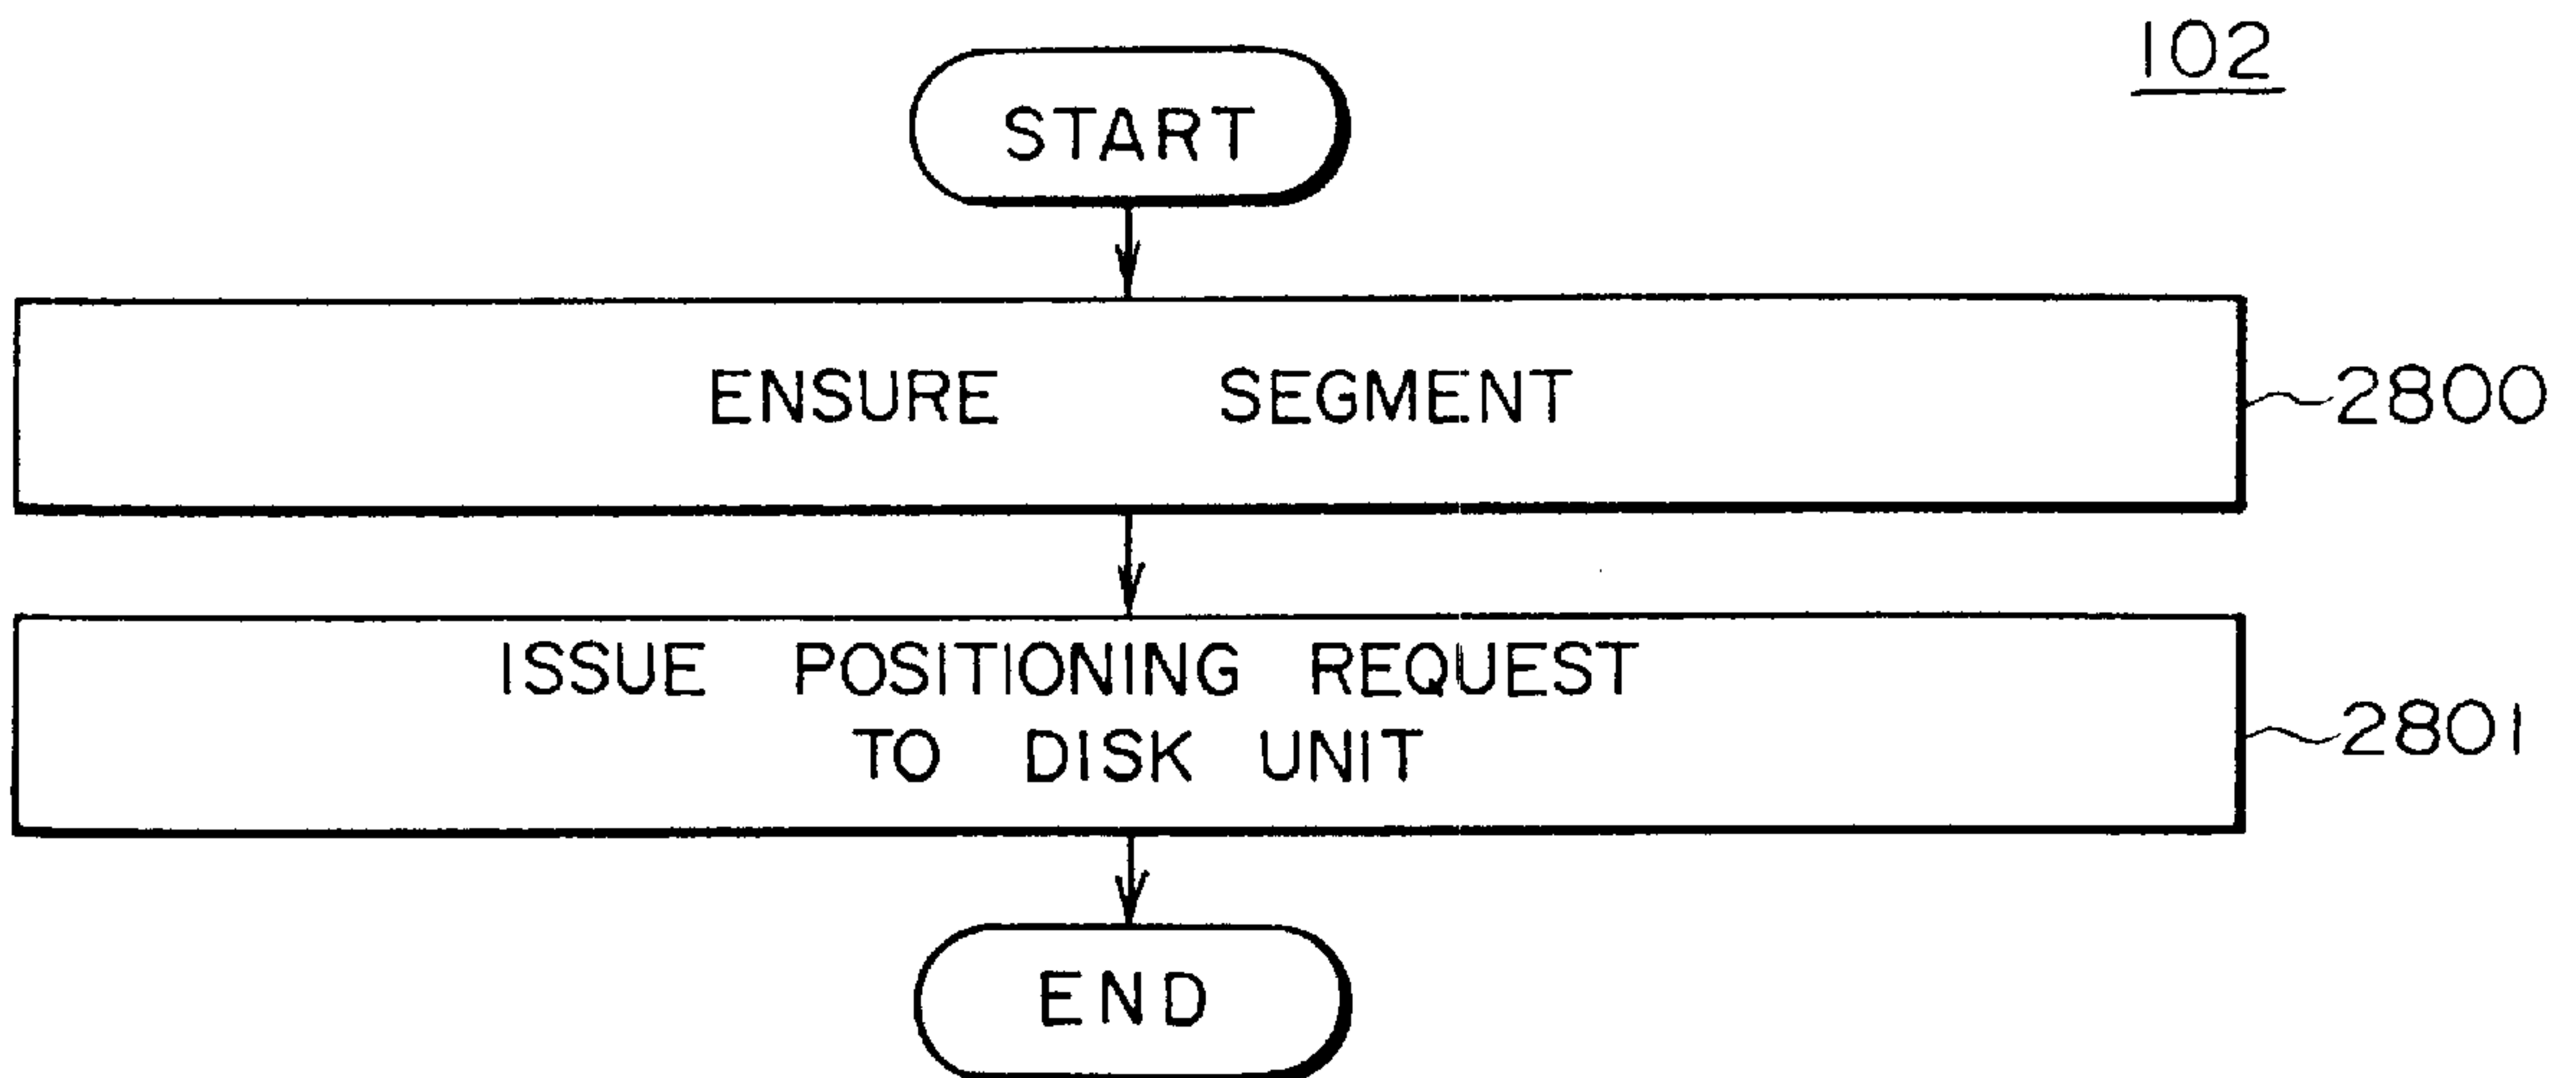 102
START
ENSURE SEGMENT
2800
ISSUE POSITIONING REQUEST
TO DISK UNIT
2801
END